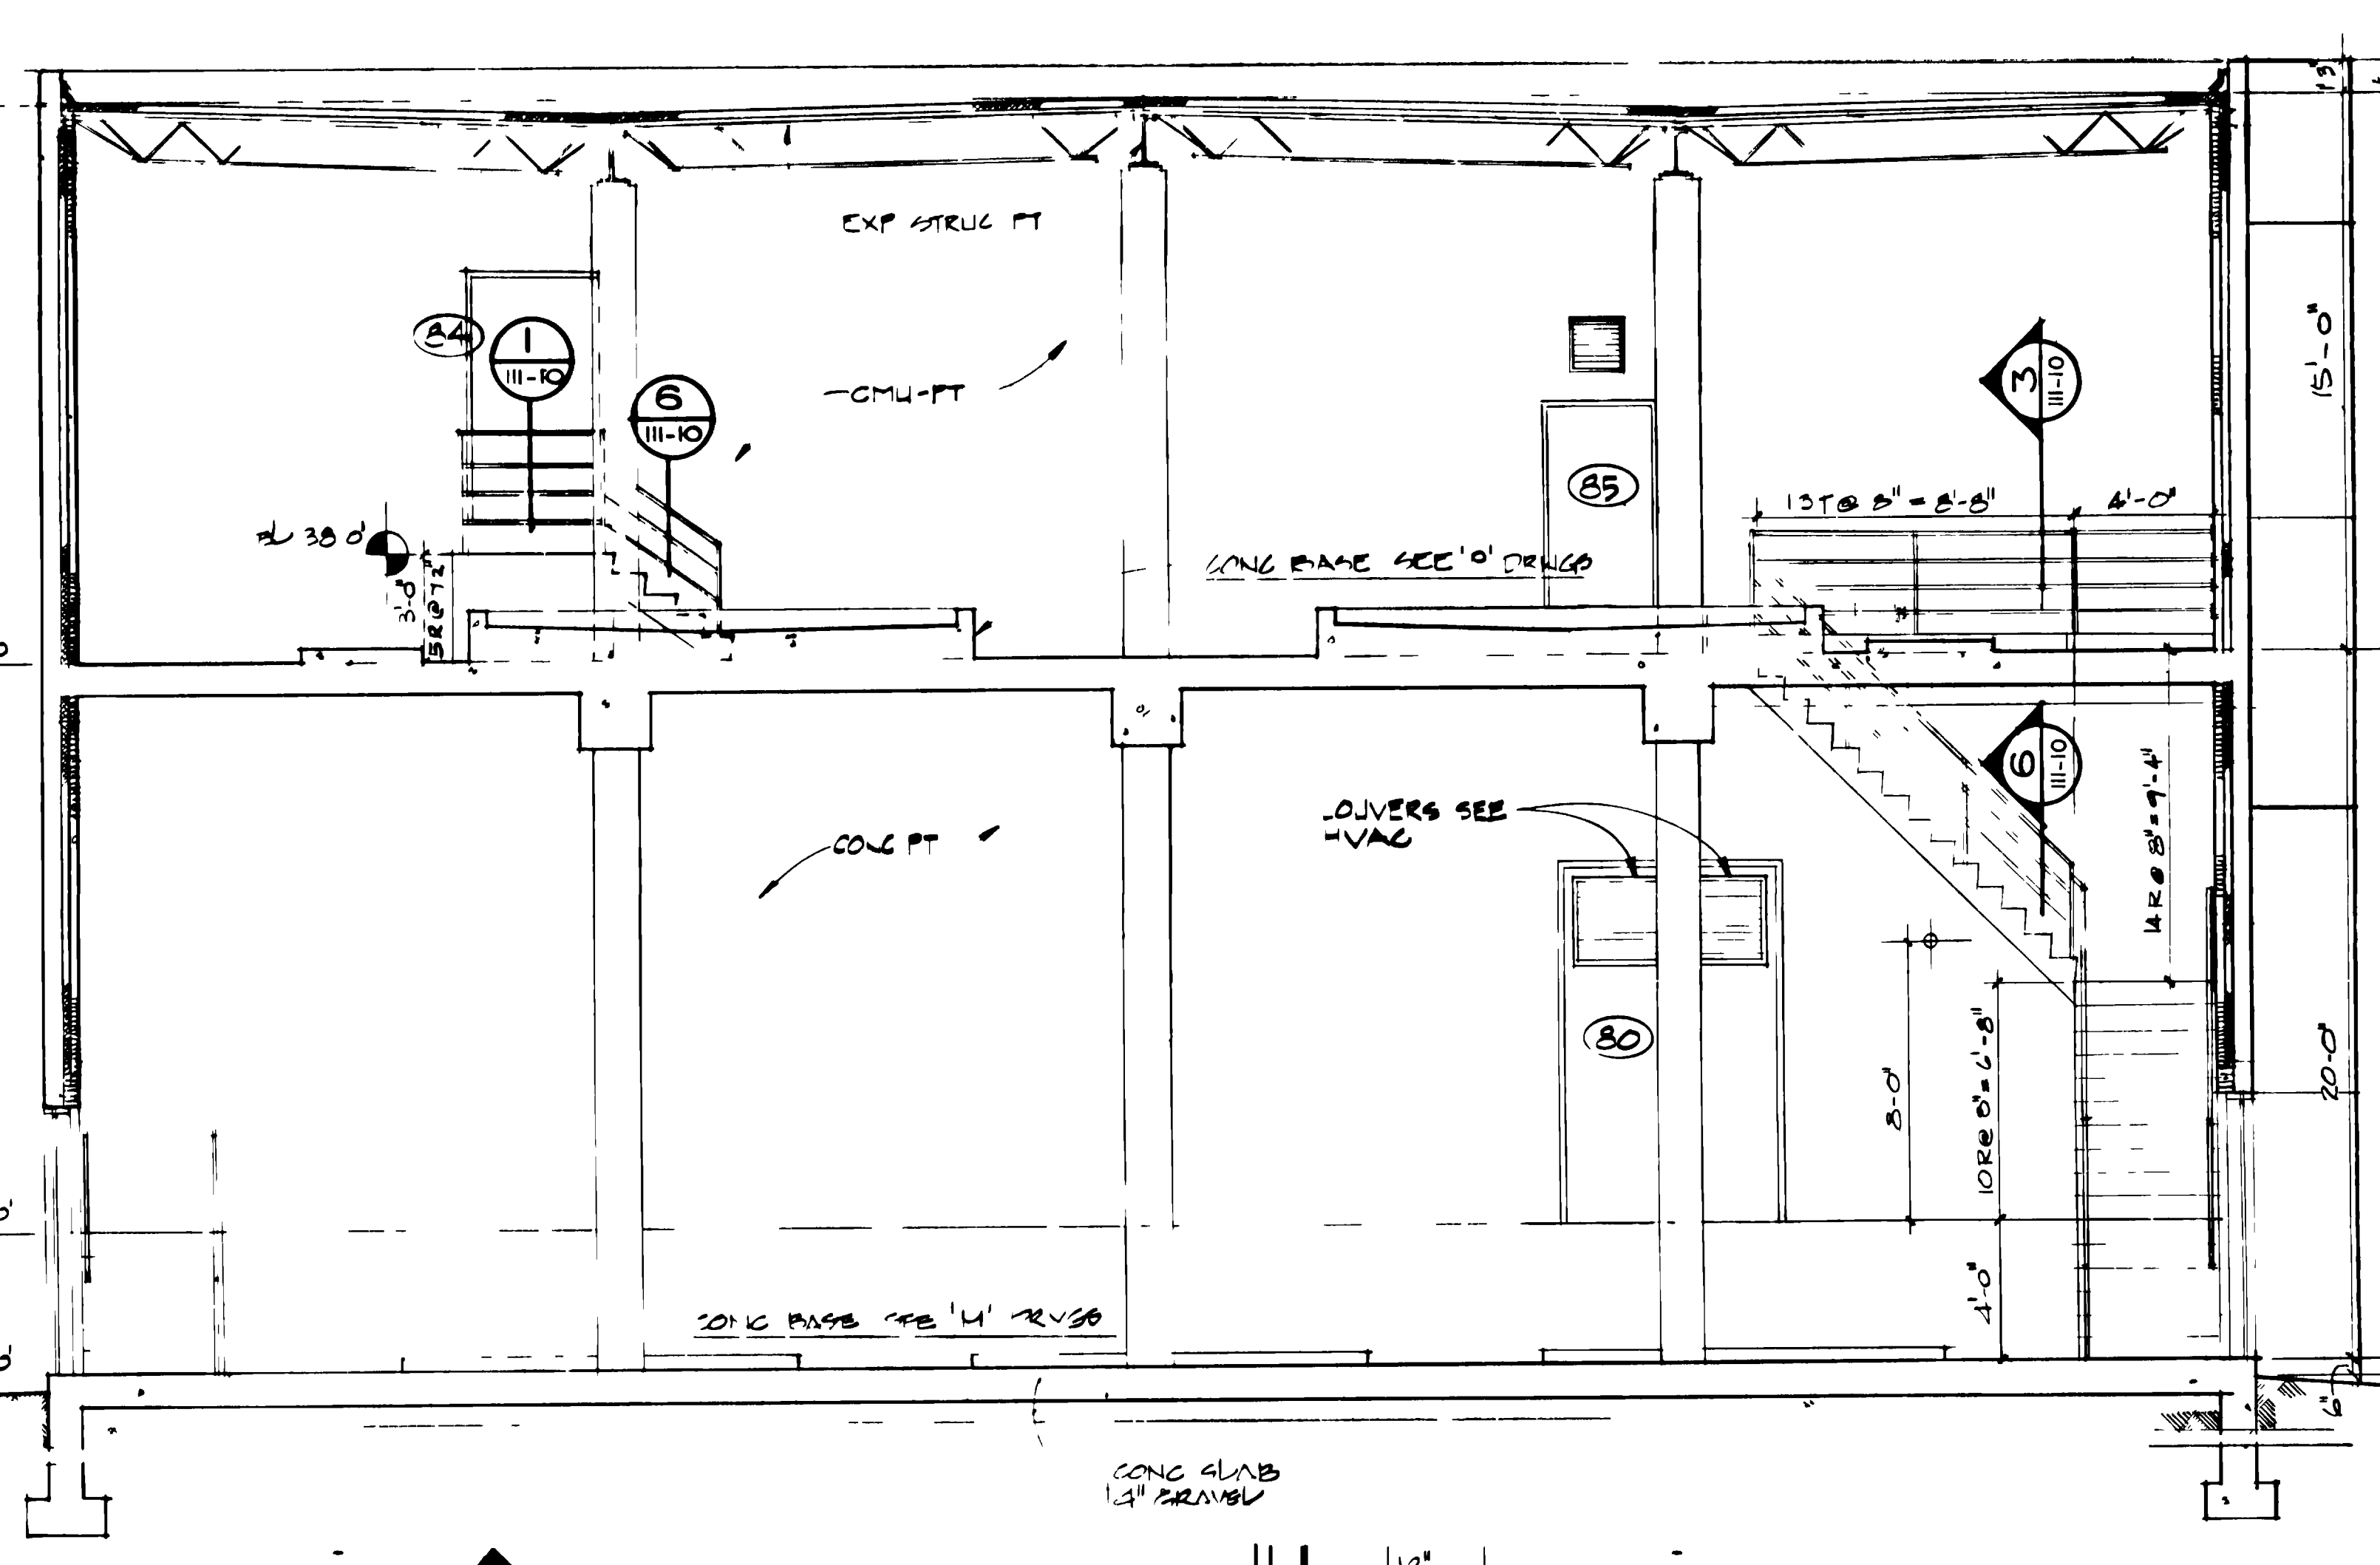 13"
EXP STRUC PT
15'-0"
84
1
III-10
6
III-10
CMU-PT
3
III-10
85
13T@ 8" = 8'-8"
4'-0"
EL 38 0'
3'-0"
5R@72"
CONC BASE SEE 'O' DRWGS
6
III-10
14R@8"=9'-4"
LOUVERS SEE
HVAC
CONC PT
80
8'-0"
10R@8"=6'-8"
20'-0"
4'-0"
CONC BASE SEE 'M' DRWGS
6"
CONC SLAB
GRAVEL
12"